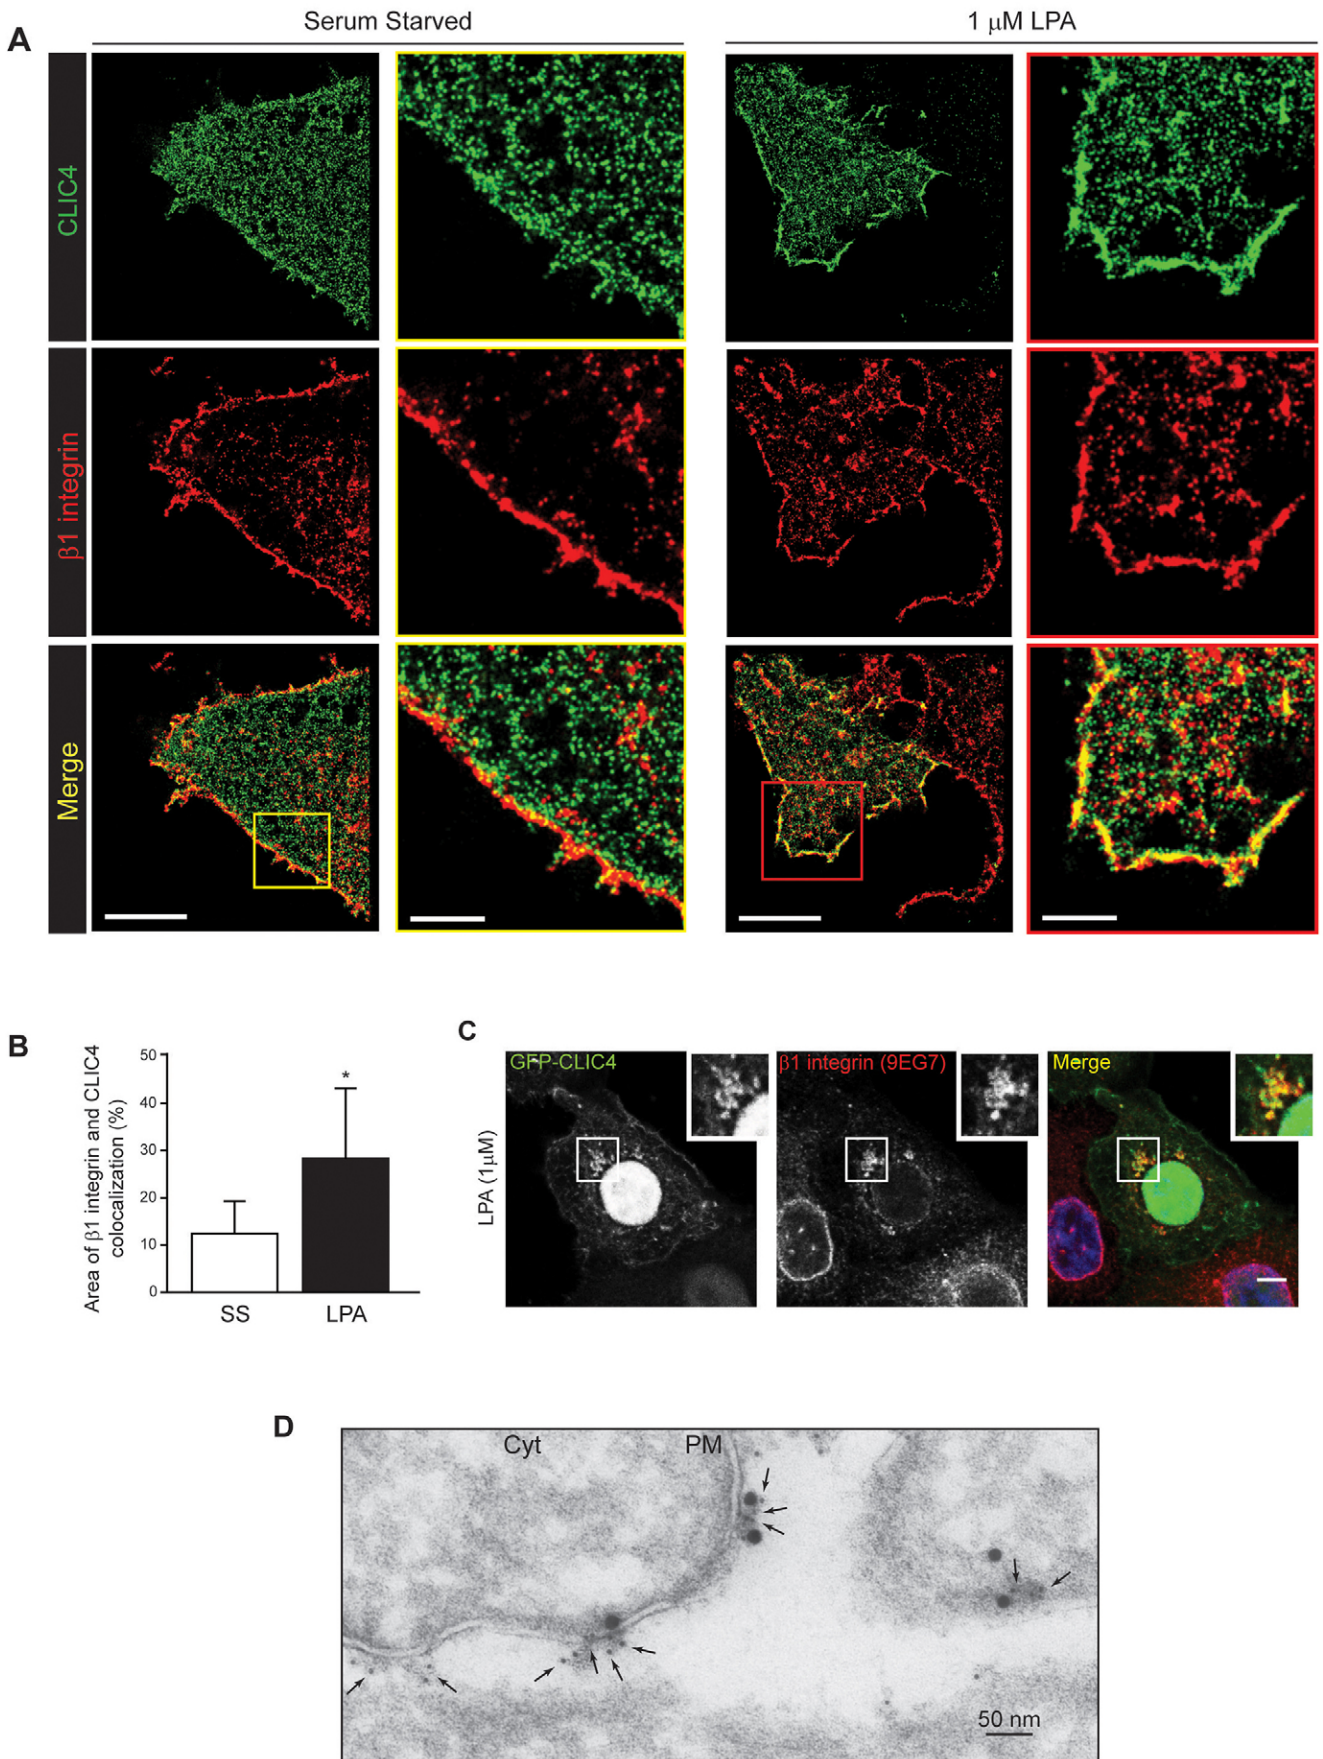 A
Serum Starved
1 μM LPA
CLIC4
β1 integrin
Merge
B
Area of β1 integrin and CLIC4
colocalization (%)
50
40
30
20
10
0
*
SS
LPA
C
LPA (1μM)
GFP-CLIC4
β1 integrin (9EG7)
Merge
D
Cyt
PM
50 nm